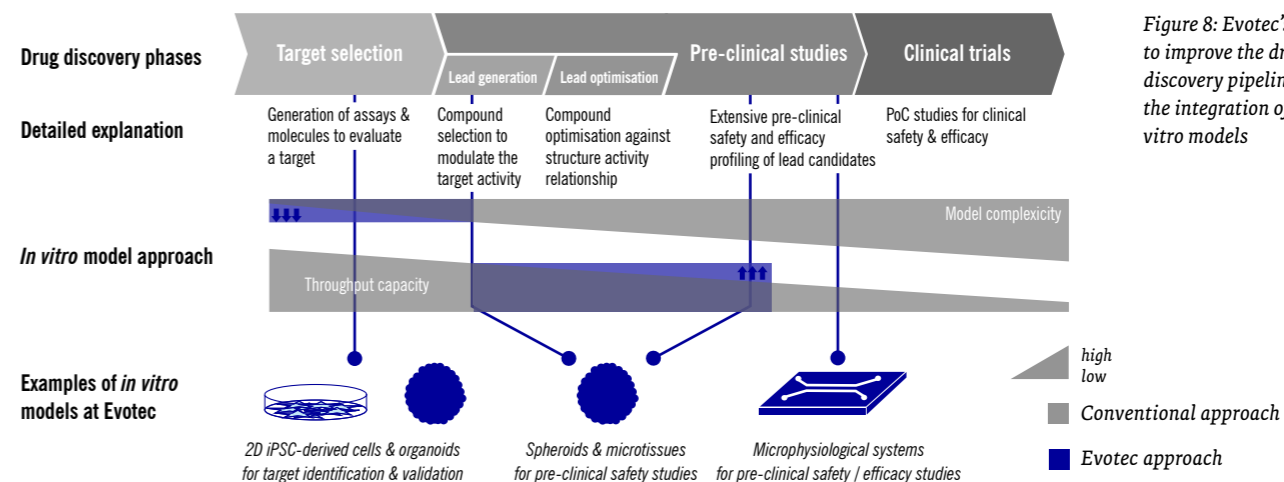 Drug discovery phases
Target selection
Lead generation
Lead optimisation
Pre-clinical studies
Clinical trials
Detailed explanation
Generation of assays &
molecules to evaluate
a target
Compound
selection to
modulate the
target activity
Compound
optimisation against
structure activity
relationship
Extensive pre-clinical
safety and efficacy
profiling of lead candidates
PoC studies for clinical
safety & efficacy
In vitro model approach
Model complexicity
Throughput capacity
Examples of in vitro
models at Evotec
2D iPSC-derived cells & organoids
for target identification & validation
Spheroids & microtissues
for pre-clinical safety studies
Microphysiological systems
for pre-clinical safety / efficacy studies
Figure 8: Evotec's
to improve the
discovery
the integration
vitro models
high
low
Conventional approach
Evotec approach